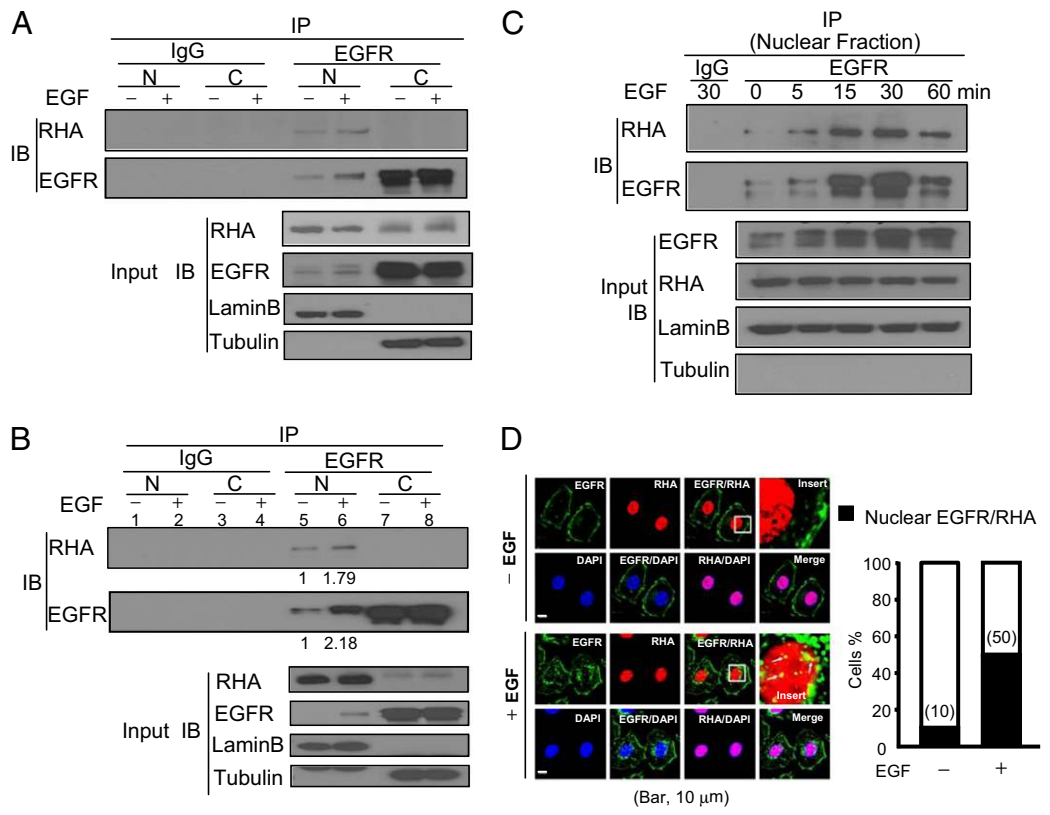 A
IP
IgG EGFR
N C N C
EGF − + − + − + − +
IB
RHA
EGFR
Input IB
RHA
EGFR
LaminB
Tubulin
B
IP
IgG EGFR
N C N C
EGF − + − + − + − +
1 2 3 4 5 6 7 8
IB
RHA
1 1.79
EGFR
1 2.18
Input IB
RHA
EGFR
LaminB
Tubulin
C
IP
(Nuclear Fraction)
IgG EGFR
EGF 30 0 5 15 30 60 min
IB
RHA
EGFR
Input
IB
EGFR
RHA
LaminB
Tubulin
D
− EGF
EGFR RHA EGFR/RHA Insert
DAPI EGFR/DAPI RHA/DAPI Merge
+ EGF
EGFR RHA EGFR/RHA Insert
DAPI EGFR/DAPI RHA/DAPI Merge
(Bar, 10 μm)
Nuclear EGFR/RHA
Cells %
100
80
60
40
20
0
(10) (50)
EGF − +